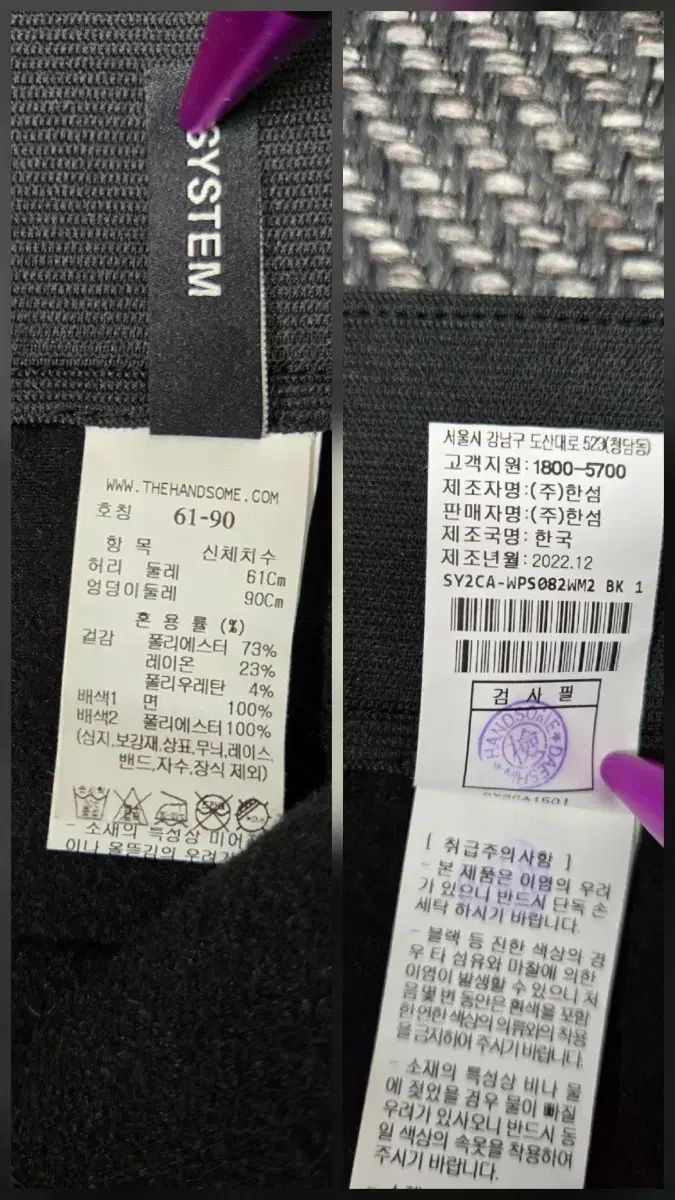 SYSTEM
WWW.THEHANDSOME.COM
호칭 61-90
항 목 신체치수
허리 둘레 61Cm
엉덩이둘레 90Cm
혼 용 률 (%)
겉감 폴리에스터 73%
레이온 23%
폴리우레탄 4%
배색1 면 100%
배색2 폴리에스터 100%
(심지,보강재,상표,무늬,레이스,
밴드,자수,장식 제외)
- 소재의 특성상 미어
이나 올뜯김의 우려가
서울시 강남구 도산대로 523(청담동)
고객지원:1800-5700
제조자명:(주)한섬
판매자명:(주)한섬
제조국명: 한국
제조년월: 2022.12
SY2CA-WPS082WM2 BK 1
검 사 필
HANDSOME
[ 취급주의사항 ]
- 본 제품은 이염의 우려
가 있으니 반드시 단독 손
세탁 하시기 바랍니다.
- 블랙 등 진한 색상의 경
우 타 섬유와 마찰에 의한
이염이 발생할 수 있으니 처
음 몇 번 동안은 흰색을 포함
한 연한 색상의 의류와의 착용
을 금지하여 주시기 바랍니다.
- 소재의 특성상 비나 물
에 젖었을 경우 물이 빠질
우려가 있사오니 반드시 동
일 색상의 속옷을 착용하여
주시기 바랍니다.